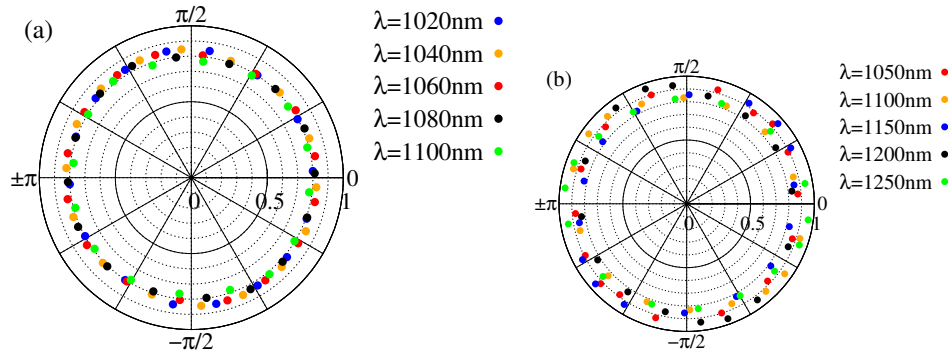 (a)
π/2
±π
0
0
0.5
1
−π/2
λ=1020nm
λ=1040nm
λ=1060nm
λ=1080nm
λ=1100nm
(b)
π/2
±π
0
0
0.5
1
−π/2
λ=1050nm
λ=1100nm
λ=1150nm
λ=1200nm
λ=1250nm